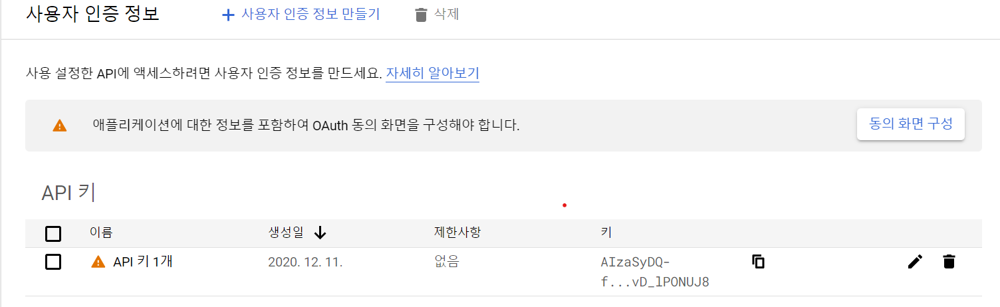 사용자 인증 정보 사용자 인증 정보 만들기 삭제
사용 설정한 API에 액세스하려면 사용자 인증 정보를 만드세요. 자세히 알아보기
애플리케이션에 대한 정보를 포함하여 OAuth 동의 화면을 구성해야 합니다. 동의 화면 구성
API 키
이름 생성일 제한사항 키
API 키 1개 2020. 12. 11. 없음 AIzaSyDQ-
f...vD_lPONUJ8